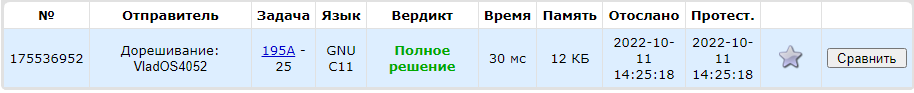 № Отправитель Задача Язык Вердикт Время Память Отослано Протест.
175536952 Дорешивание: VladOS4052 195A - 25 GNU C11 Полное решение 30 мс 12 КБ 2022-10-11 14:25:18 2022-10-11 14:25:18 Сравнить